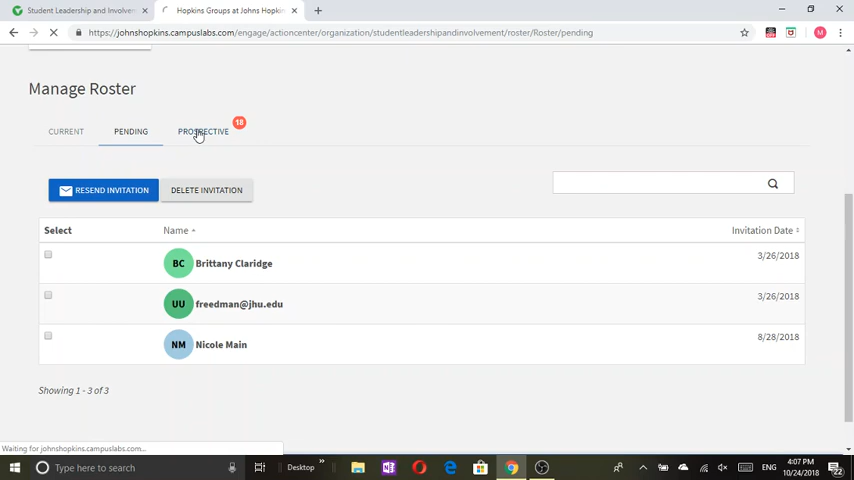 Student Leadership and Involven
Hopkins Groups at Johns Hopkin
https://johnshopkins.campuslabs.com/engage/actioncenter/organization/studentleadershipandinvolvement/roster/Roster/pending
M
Manage Roster
CURRENT
PENDING
PROSPECTIVE
18
RESEND INVITATION
DELETE INVITATION
Select
Name
Invitation Date
BC
Brittany Claridge
3/26/2018
UU
freedman@jhu.edu
3/26/2018
NM
Nicole Main
8/28/2018
Showing 1 - 3 of 3
Waiting for johnshopkins.campuslabs.com...
Type here to search
Desktop
ENG
4:07 PM
10/24/2018
22